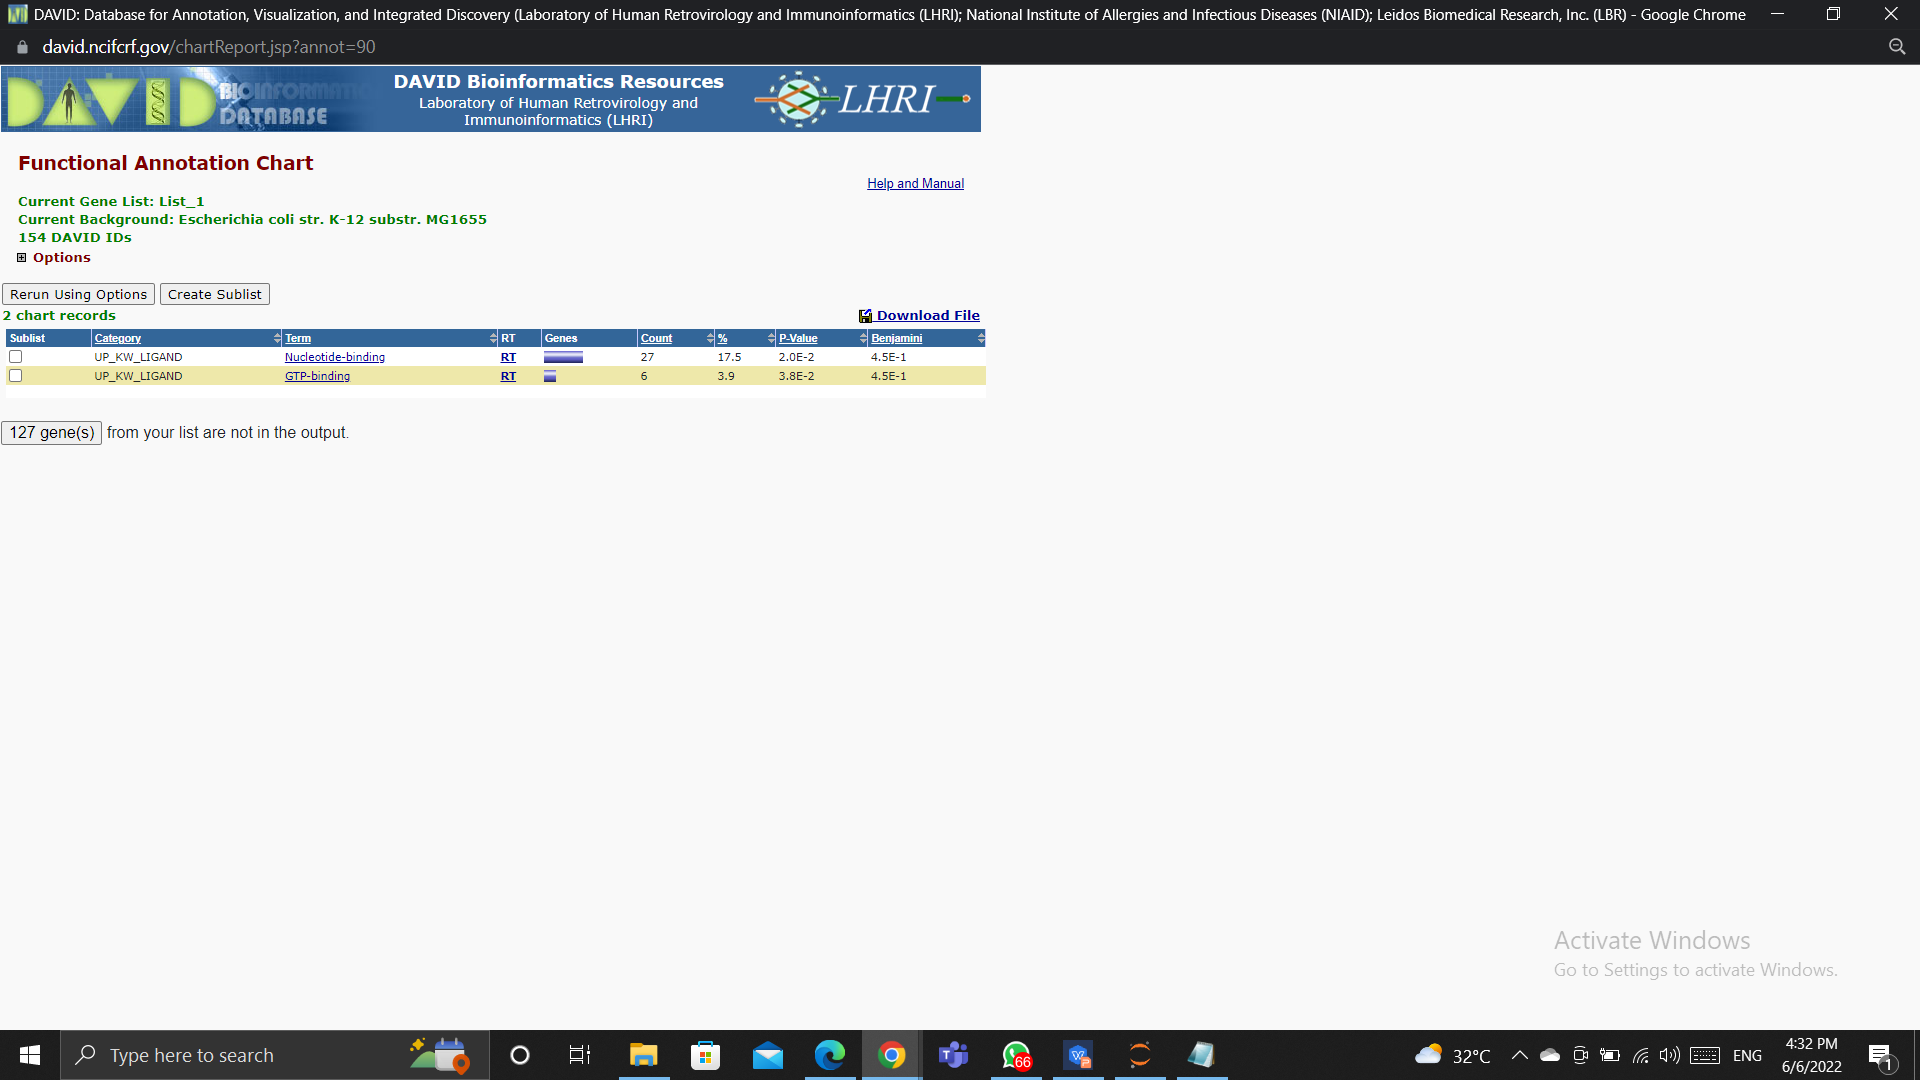 DAVID: Database for Annotation, Visualization, and Integrated Discovery (Laboratory of Human Retrovirology and Immunoinformatics (LHRI); National Institute of Allergies and Infectious Diseases (NIAID); Leidos Biomedical Research, Inc. (LBR) - Google Chrome
david.ncifcrf.gov/chartReport.jsp?annot=90
DAVID BIOINFORMATICS
DATABASE
DAVID Bioinformatics Resources
Laboratory of Human Retrovirology and
Immunoinformatics (LHRI)
LHRI
Functional Annotation Chart
Help and Manual
Current Gene List: List_1
Current Background: Escherichia coli str. K-12 substr. MG1655
154 DAVID IDs
Options
Rerun Using Options Create Sublist
2 chart records Download File
Sublist Category Term RT Genes Count % P-Value Benjamini
UP_KW_LIGAND Nucleotide-binding RT 27 17.5 2.0E-2 4.5E-1
UP_KW_LIGAND GTP-binding RT 6 3.9 3.8E-2 4.5E-1
127 gene(s) from your list are not in the output.
Activate Windows
Go to Settings to activate Windows.
Type here to search
66
32°C
ENG
4:32 PM
6/6/2022
1